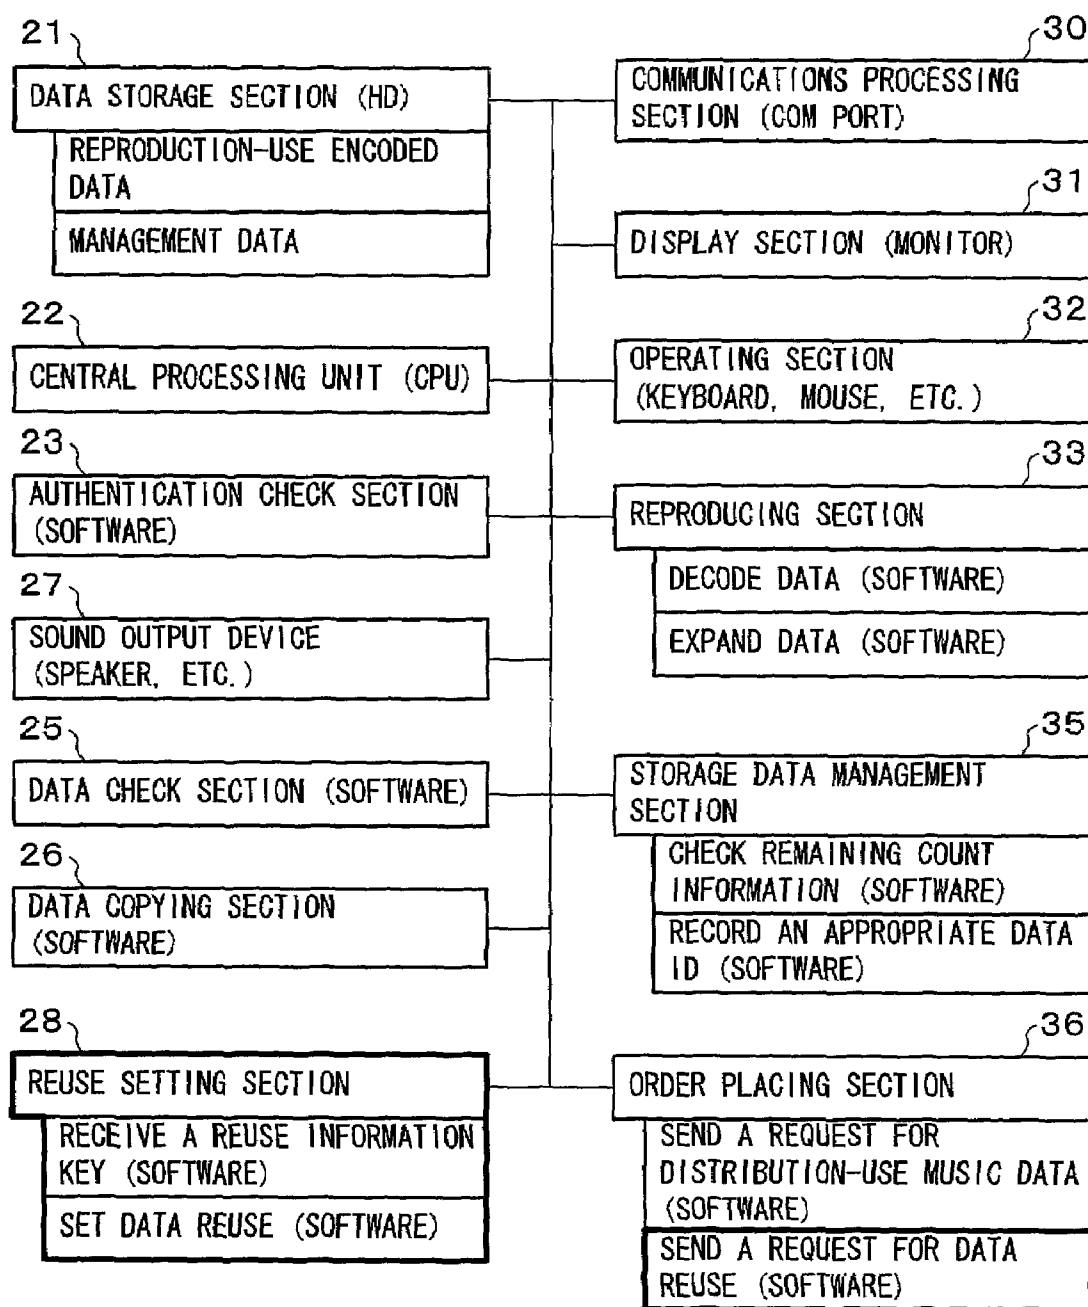 21
DATA STORAGE SECTION (HD)
REPRODUCTION-USE ENCODED
DATA
MANAGEMENT DATA
22
CENTRAL PROCESSING UNIT (CPU)
23
AUTHENTICATION CHECK SECTION
(SOFTWARE)
27
SOUND OUTPUT DEVICE
(SPEAKER, ETC.)
25
DATA CHECK SECTION (SOFTWARE)
26
DATA COPYING SECTION
(SOFTWARE)
28
REUSE SETTING SECTION
RECEIVE A REUSE INFORMATION
KEY (SOFTWARE)
SET DATA REUSE (SOFTWARE)
30
COMMUNICATIONS PROCESSING
SECTION (COM PORT)
31
DISPLAY SECTION (MONITOR)
32
OPERATING SECTION
(KEYBOARD, MOUSE, ETC.)
33
REPRODUCING SECTION
DECODE DATA (SOFTWARE)
EXPAND DATA (SOFTWARE)
35
STORAGE DATA MANAGEMENT
SECTION
CHECK REMAINING COUNT
INFORMATION (SOFTWARE)
RECORD AN APPROPRIATE DATA
ID (SOFTWARE)
36
ORDER PLACING SECTION
SEND A REQUEST FOR
DISTRIBUTION-USE MUSIC DATA
(SOFTWARE)
SEND A REQUEST FOR DATA
REUSE (SOFTWARE)